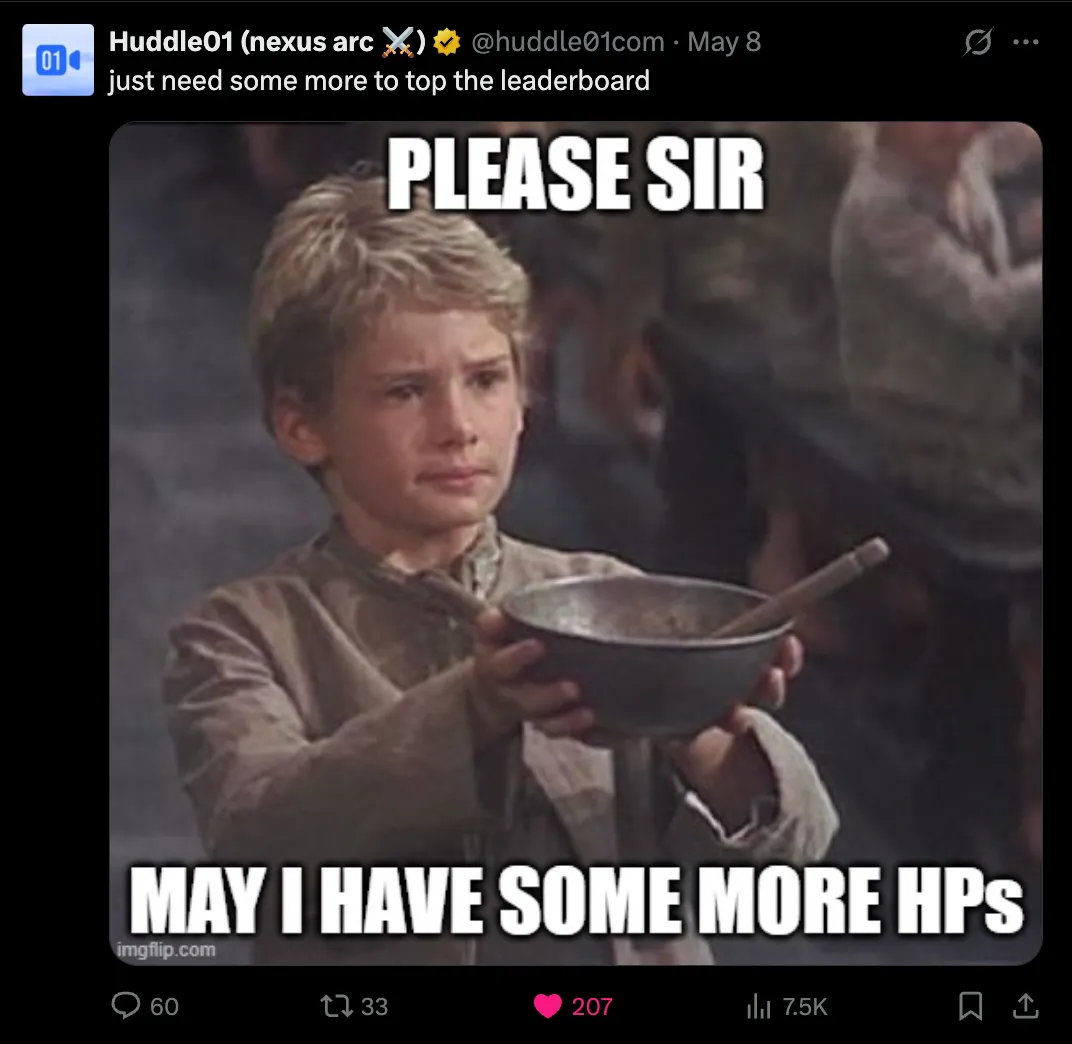 01
Huddle01 (nexus arc ⚔️) @huddle01com · May 8
just need some more to top the leaderboard
PLEASE SIR
MAY I HAVE SOME MORE HPs
imgflip.com
60 33 207 7.5K